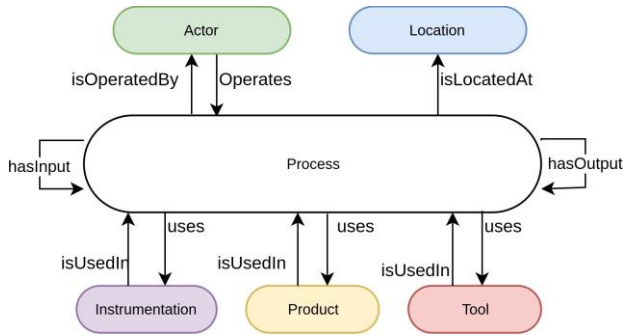 Actor
Location
isOperatedBy
Operates
isLocatedAt
hasInput
Process
hasOutput
uses
uses
uses
isUsedIn
isUsedIn
isUsedIn
Instrumentation
Product
Tool